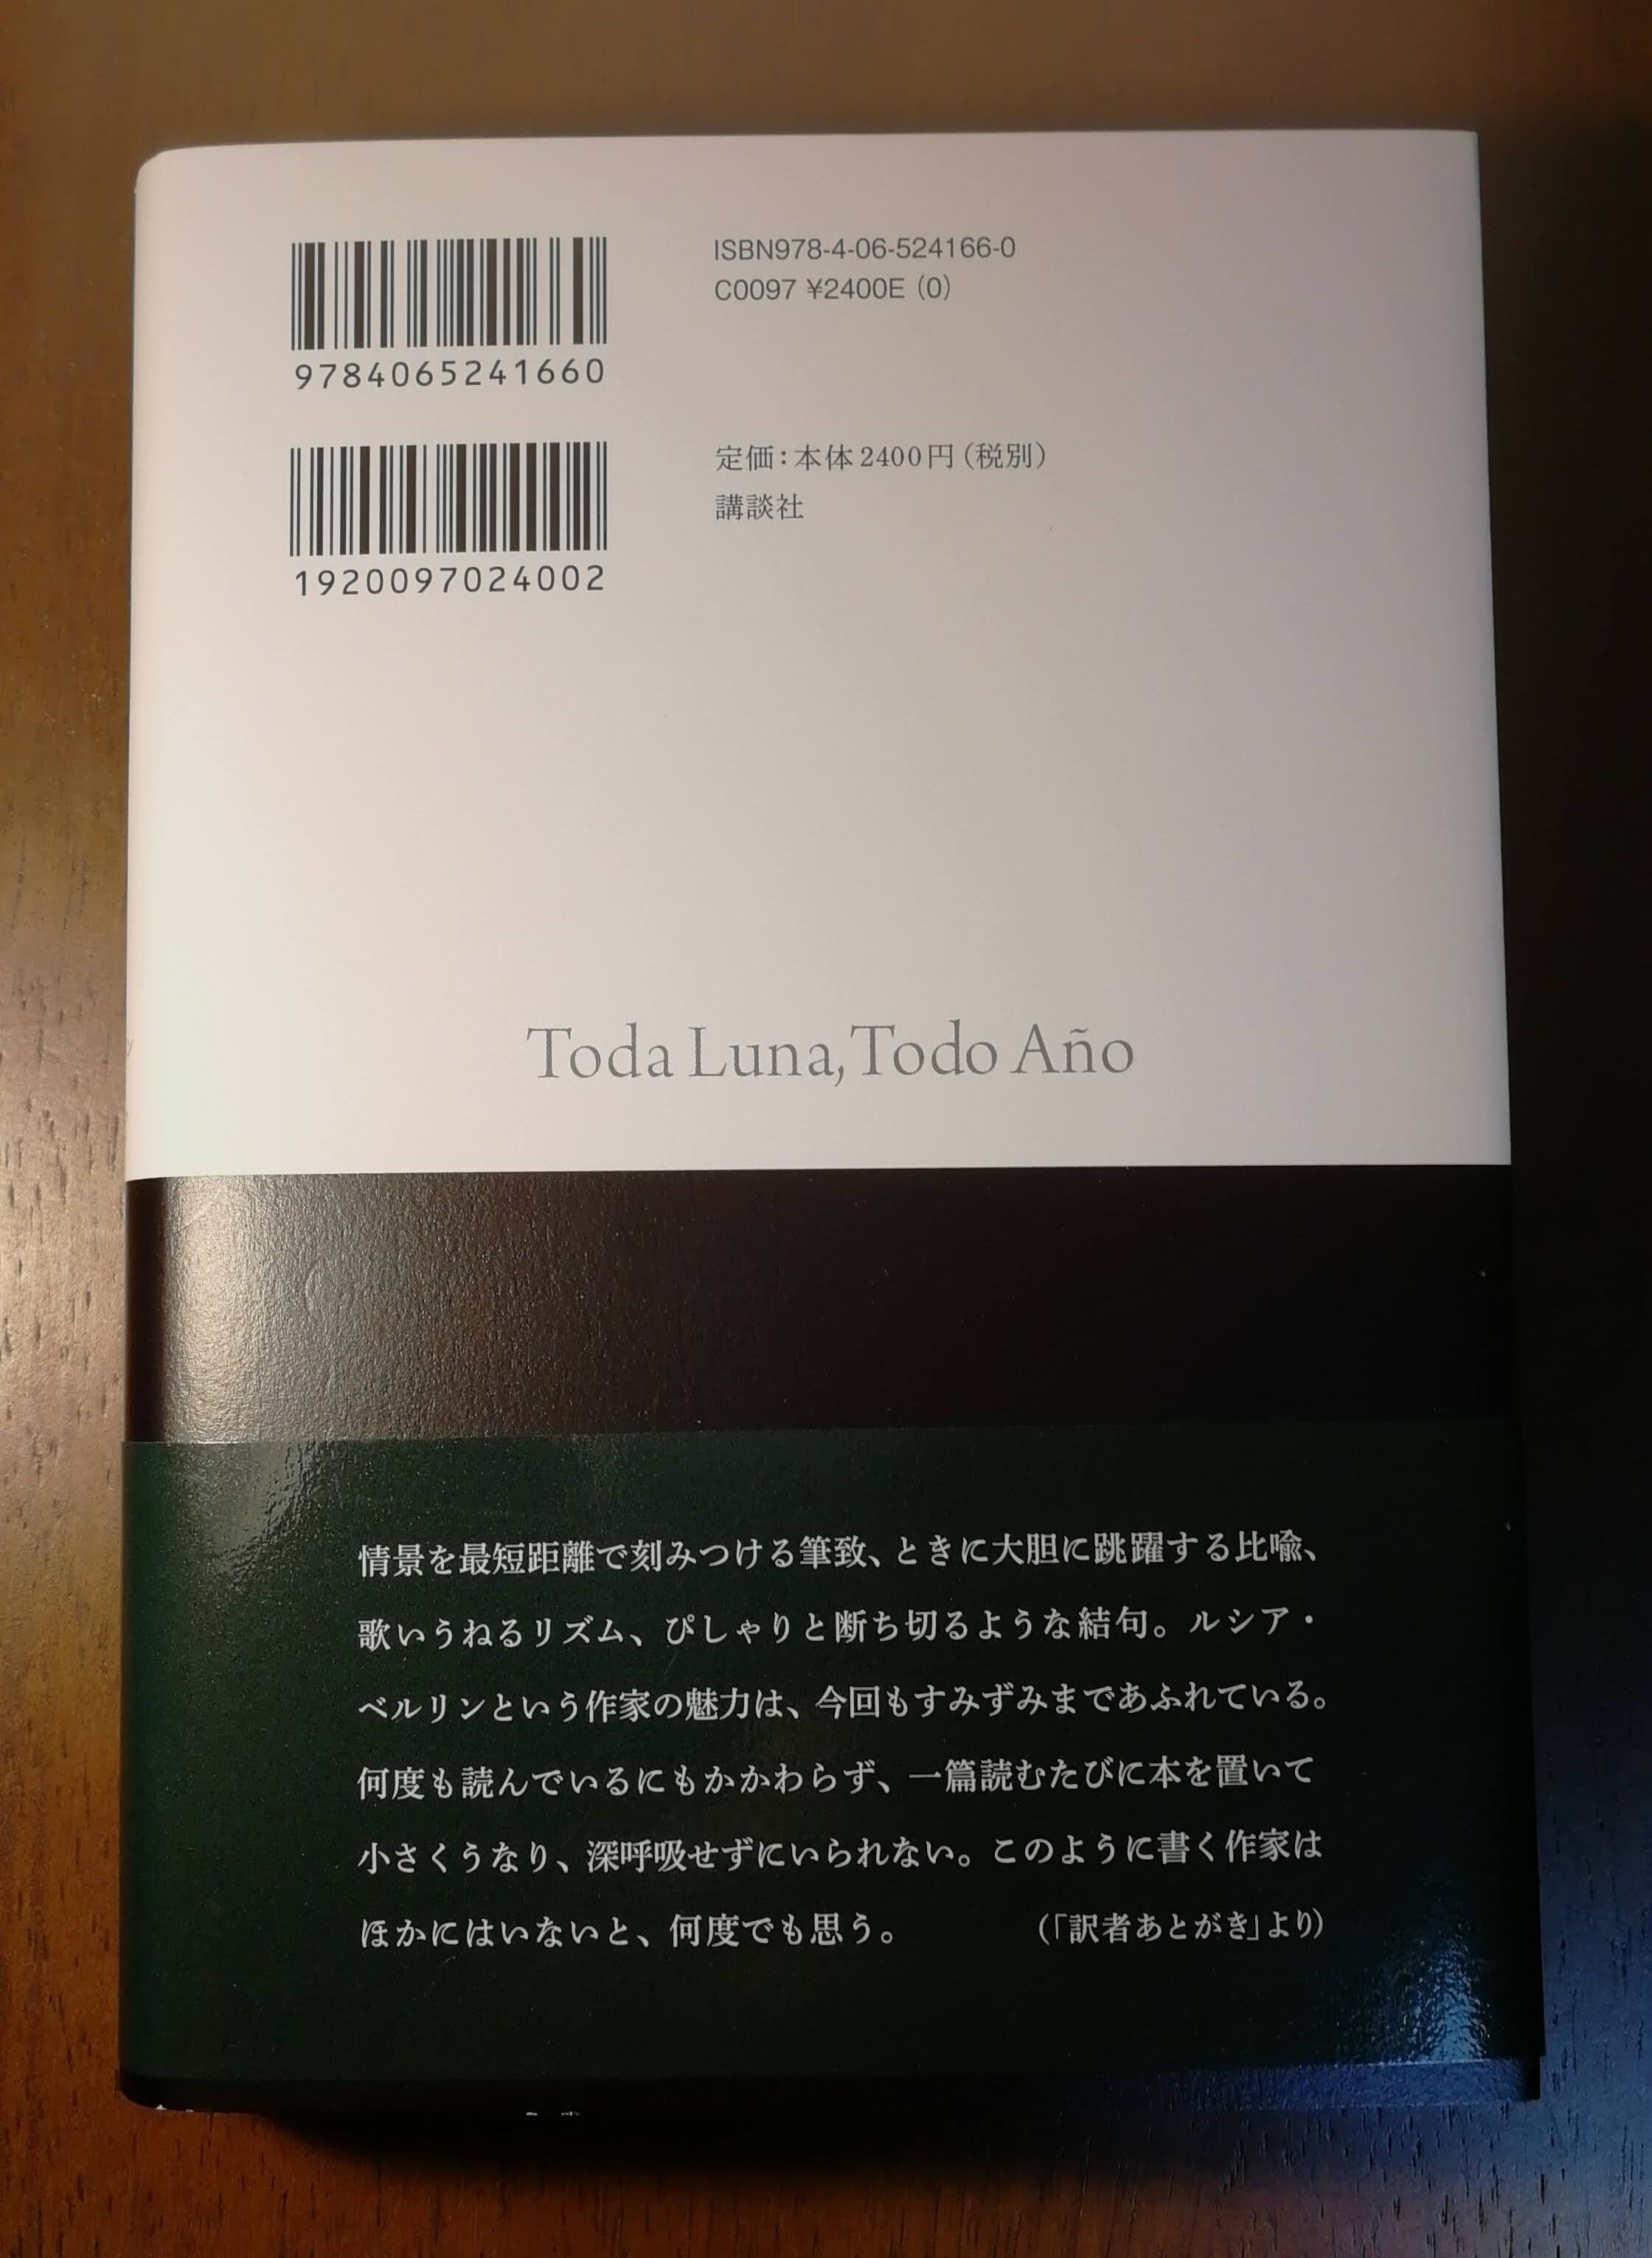 9784065241660
ISBN978-4-06-524166-0
C0097 ¥2400E (0)
1920097024002
定価：本体2400円（税別）
講談社
Toda Luna, Todo Año
情景を最短距離で刻みつける筆致、ときに大胆に跳躍する比喩、
歌いうねるリズム、ぴしゃりと断ち切るような結句。ルシア・
ベルリンという作家の魅力は、今回もすみずみまであふれている。
何度も読んでいるにもかかわらず、一篇読むたびに本を置いて
小さくうなり、深呼吸せずにいられない。このように書く作家は
ほかにはいないと、何度でも思う。 （「訳者あとがき」より）